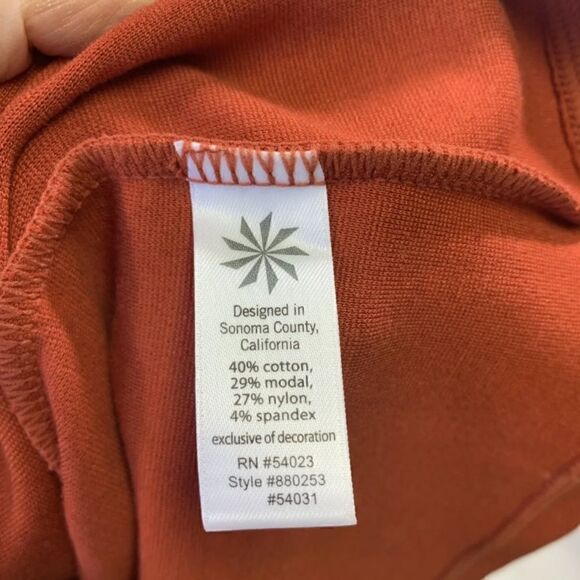 Designed in
Sonoma County,
California
40% cotton,
29% modal,
27% nylon,
4% spandex
exclusive of decoration
RN #54023
Style #880253
#54031